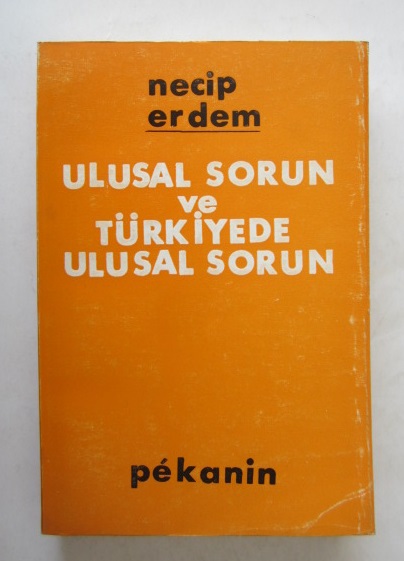 necip
erdem
ULUSAL SORUN
ve
TÜRKİYEDE
ULUSAL SORUN
pékanin